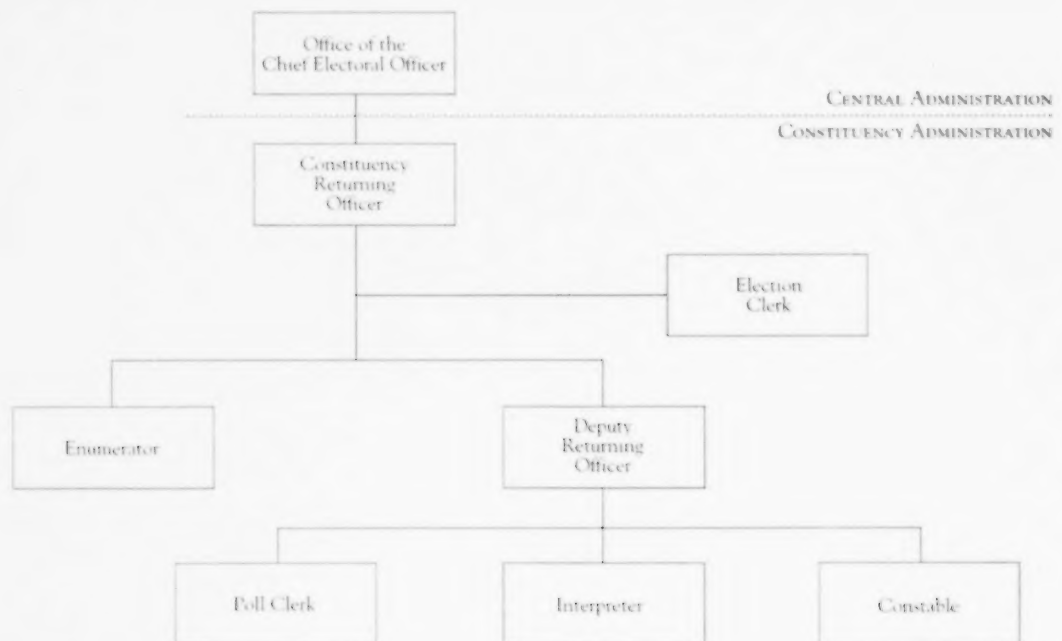 Office of the
Chief Electoral Officer
CENTRAL ADMINISTRATION
CONSTITUENCY ADMINISTRATION
Constituency
Returning
Officer
Election
Clerk
Enumerator
Deputy
Returning
Officer
Poll Clerk
Interpreter
Constable